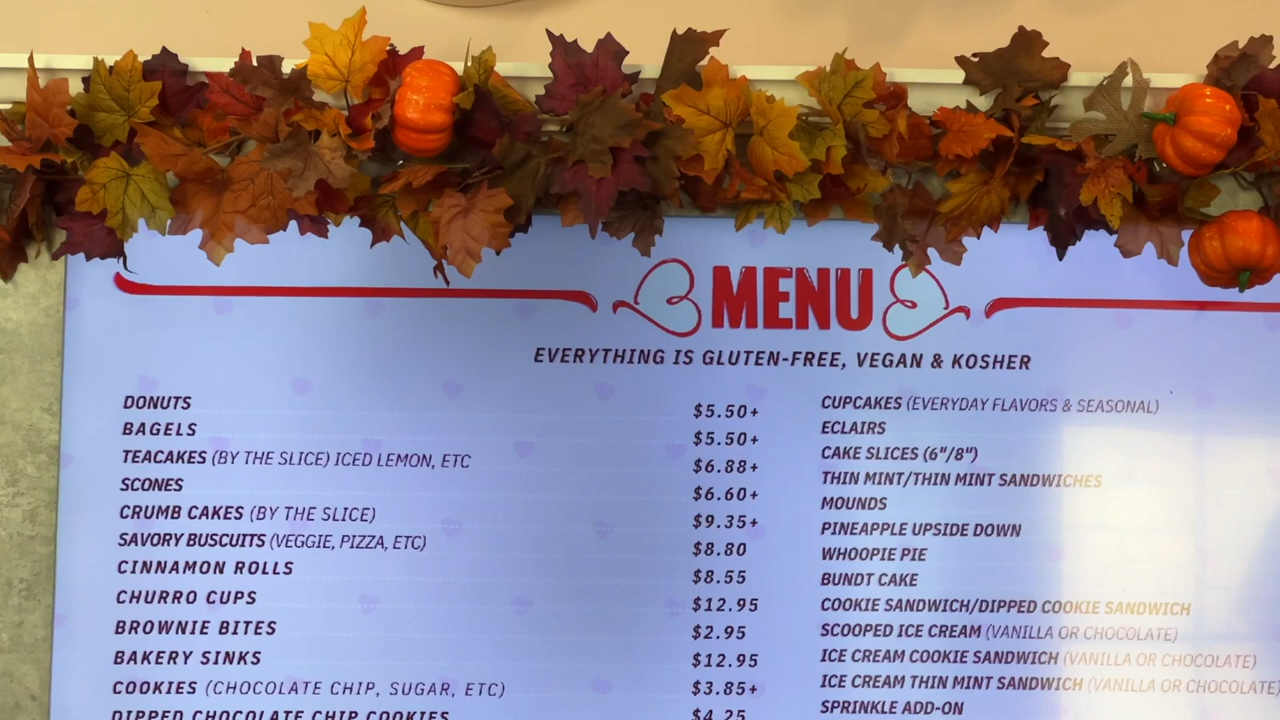 MENU
EVERYTHING IS GLUTEN-FREE, VEGAN & KOSHER
DONUTS $5.50+
BAGELS $5.50+
TEACAKES (BY THE SLICE) ICED LEMON, ETC $6.88+
SCONES $6.60+
CRUMB CAKES (BY THE SLICE) $9.35+
SAVORY BUSCUITS (VEGGIE, PIZZA, ETC) $8.80
CINNAMON ROLLS $8.55
CHURRO CUPS $12.95
BROWNIE BITES $2.95
BAKERY SINKS $12.95
COOKIES (CHOCOLATE CHIP, SUGAR, ETC) $3.85+
DIPPED CHOCOLATE CHIP COOKIES $4.25
CUPCAKES (EVERYDAY FLAVORS & SEASONAL)
ECLAIRS
CAKE SLICES (6"/8")
THIN MINT/THIN MINT SANDWICHES
MOUNDS
PINEAPPLE UPSIDE DOWN
WHOOPIE PIE
BUNDT CAKE
COOKIE SANDWICH/DIPPED COOKIE SANDWICH
SCOOPED ICE CREAM (VANILLA OR CHOCOLATE)
ICE CREAM COOKIE SANDWICH (VANILLA OR CHOCOLATE)
ICE CREAM THIN MINT SANDWICH (VANILLA OR CHOCOLATE)
SPRINKLE ADD-ON